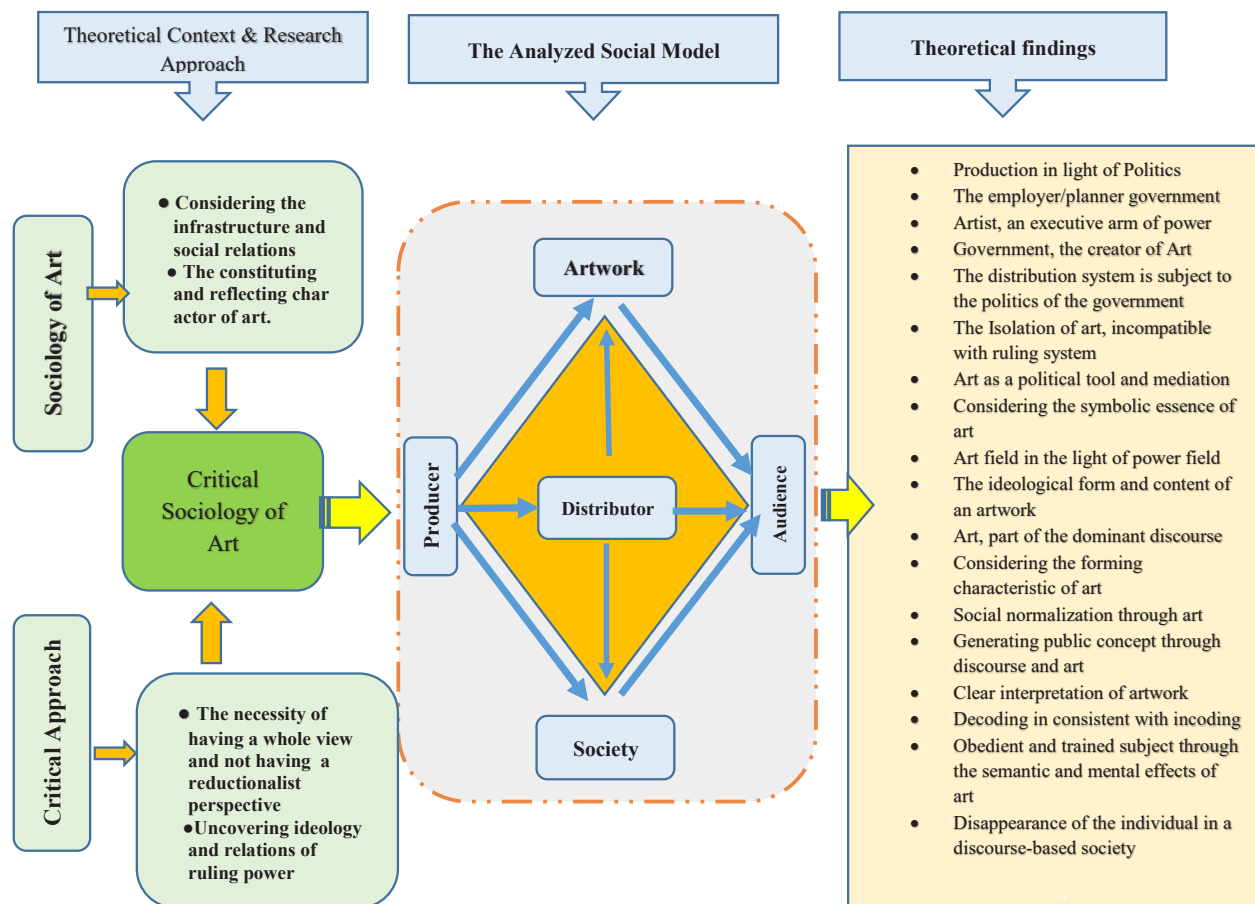 Theoretical Context & Research
Approach
The Analyzed Social Model
Theoretical findings
Sociology of Art
● Considering the
infrastructure and
social relations
● The constituting
and reflecting char
actor of art.
Critical
Sociology of
Art
Critical Approach
● The necessity of
having a whole view
and not having a
reductionalist
perspective
●Uncovering ideology
and relations of
ruling power
Artwork
Producer
Distributor
Audience
Society
• Production in light of Politics
• The employer/planner government
• Artist, an executive arm of power
• Government, the creator of Art
• The distribution system is subject to
the politics of the government
• The Isolation of art, incompatible
with ruling system
• Art as a political tool and mediation
• Considering the symbolic essence of
art
• Art field in the light of power field
• The ideological form and content of
an artwork
• Art, part of the dominant discourse
• Considering the forming
characteristic of art
• Social normalization through art
• Generating public concept through
discourse and art
• Clear interpretation of artwork
• Decoding in consistent with incoding
• Obedient and trained subject through
the semantic and mental effects of
art
• Disappearance of the individual in a
discourse-based society